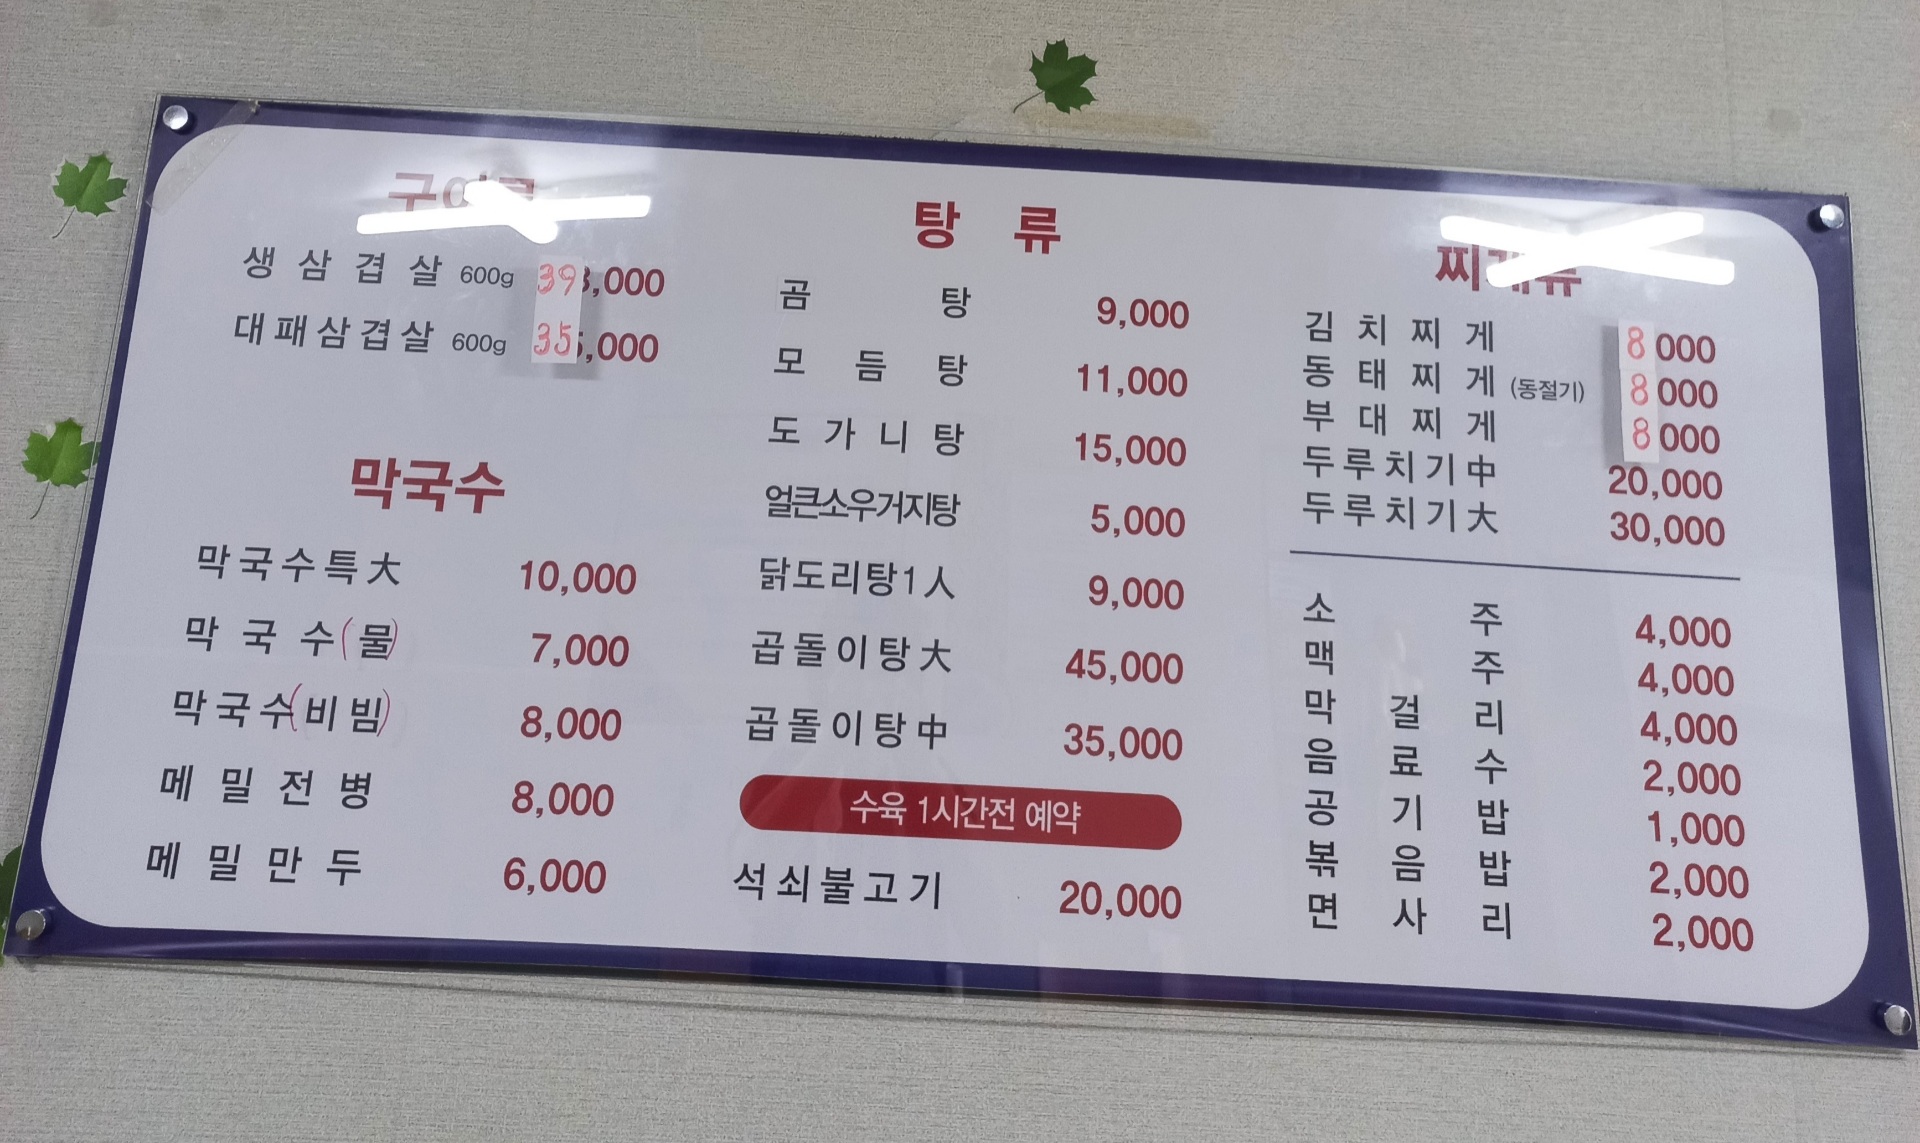 구이류
생삼겹살 600g 39,000
대패삼겹살 600g 35,000
막국수
막국수특大 10,000
막국수(물) 7,000
막국수(비빔) 8,000
메밀전병 8,000
메밀만두 6,000
탕 류
곰 탕 9,000
모 듬 탕 11,000
도 가 니 탕 15,000
얼큰소우거지탕 5,000
닭도리탕1人 9,000
곱돌이탕大 45,000
곱돌이탕中 35,000
수육 1시간전 예약
석쇠불고기 20,000
찌개류
김치찌게 8 000
동태찌게 (동절기) 8 000
부대찌게 8 000
두루치기中 20,000
두루치기大 30,000
소 주 4,000
맥 주 4,000
막 걸 리 4,000
음 료 수 2,000
공 기 밥 1,000
볶 음 밥 2,000
면 사 리 2,000